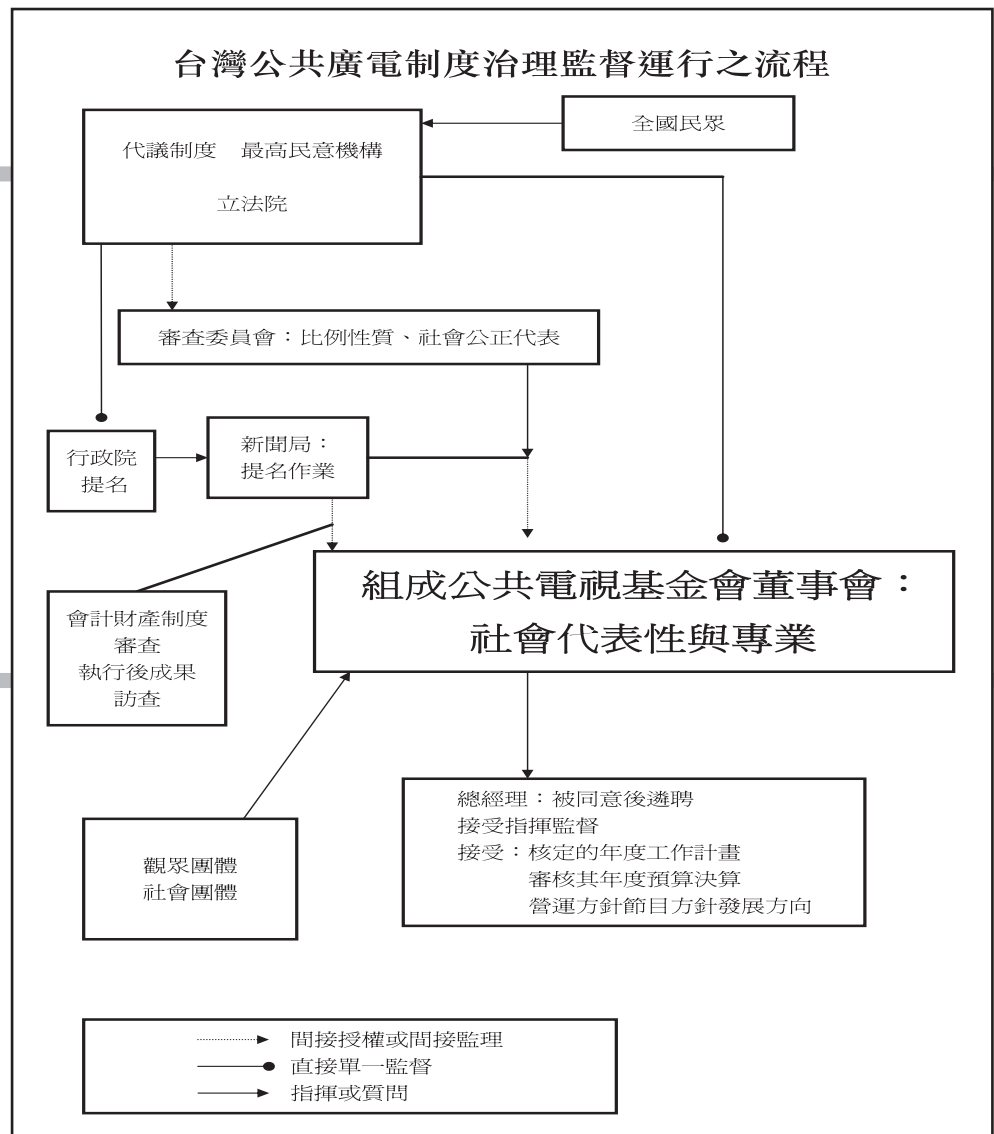 台灣公共廣電制度治理監督運行之流程
全國民眾
代議制度　最高民意機構
立法院
審查委員會：比例性質、社會公正代表
行政院
提名
新聞局：
提名作業
組成公共電視基金會董事會：
社會代表性與專業
會計財產制度
審查
執行後成果
訪查
總經理：被同意後遴聘
接受指揮監督
接受：核定的年度工作計畫
審核其年度預算決算
營運方針節目方針發展方向
觀眾團體
社會團體
間接授權或間接監理
直接單一監督
指揮或質問